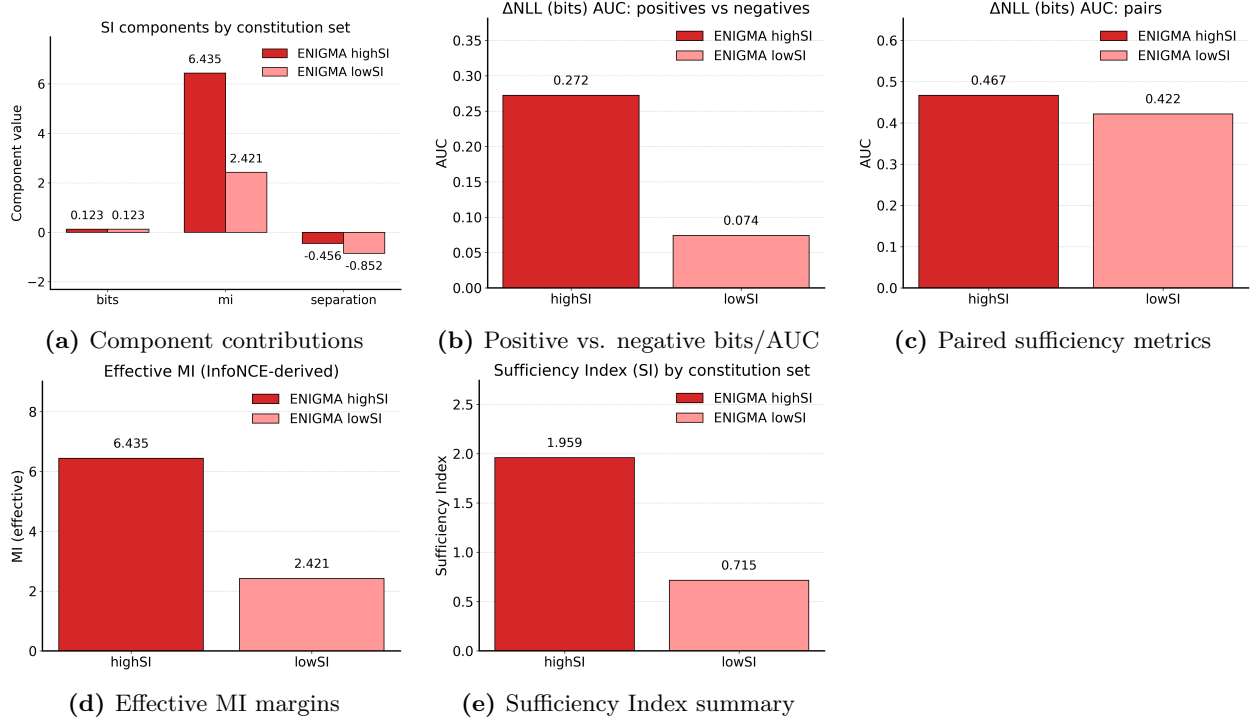 SI components by constitution set
ENIGMA highSI
ENIGMA lowSI
Component value
6
4
2
0
−2
6.435
2.421
0.123
0.123
-0.456
-0.852
bits
mi
separation
(a) Component contributions
ΔNLL (bits) AUC: positives vs negatives
ENIGMA highSI
ENIGMA lowSI
AUC
0.35
0.30
0.25
0.20
0.15
0.10
0.05
0.00
0.272
0.074
highSI
lowSI
(b) Positive vs. negative bits/AUC
ΔNLL (bits) AUC: pairs
ENIGMA highSI
ENIGMA lowSI
AUC
0.6
0.5
0.4
0.3
0.2
0.1
0.0
0.467
0.422
highSI
lowSI
(c) Paired sufficiency metrics
Effective MI (InfoNCE-derived)
ENIGMA highSI
ENIGMA lowSI
MI (effective)
8
6
4
2
0
6.435
2.421
highSI
lowSI
(d) Effective MI margins
Sufficiency Index (SI) by constitution set
ENIGMA highSI
ENIGMA lowSI
Sufficiency Index
2.5
2.0
1.5
1.0
0.5
0.0
1.959
0.715
highSI
lowSI
(e) Sufficiency Index summary